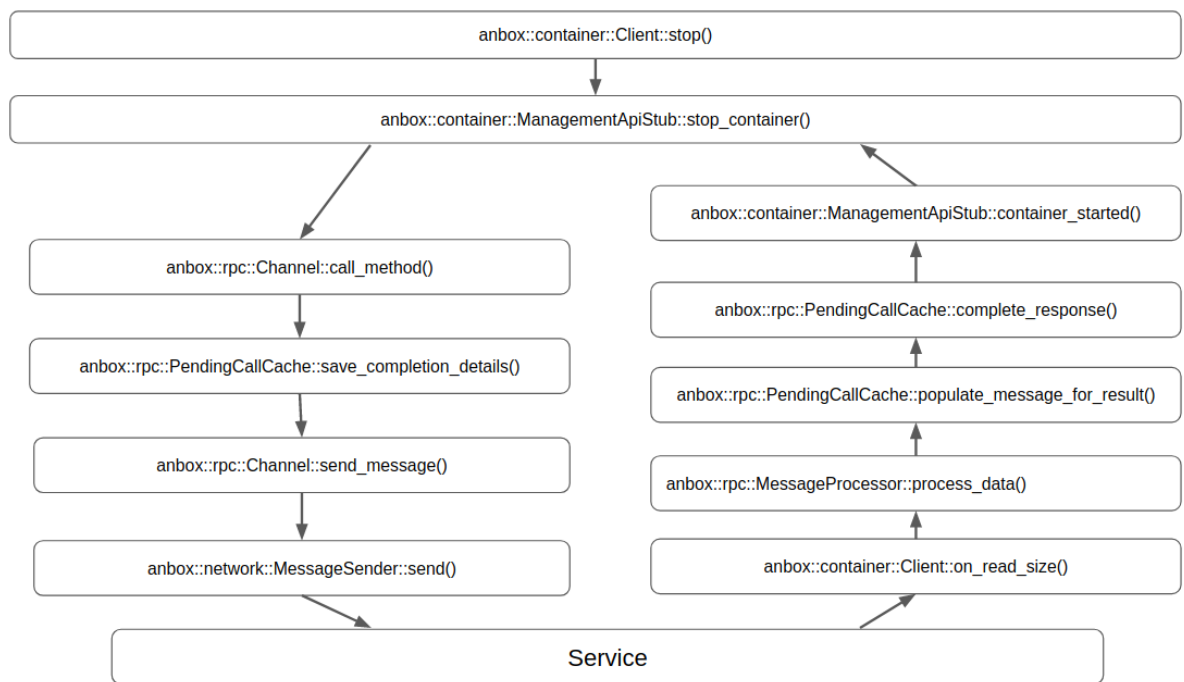 anbox::container::Client::stop()
anbox::container::ManagementApiStub::stop_container()
anbox::rpc::Channel::call_method()
anbox::rpc::PendingCallCache::save_completion_details()
anbox::rpc::Channel::send_message()
anbox::network::MessageSender::send()
anbox::container::ManagementApiStub::container_started()
anbox::rpc::PendingCallCache::complete_response()
anbox::rpc::PendingCallCache::populate_message_for_result()
anbox::rpc::MessageProcessor::process_data()
anbox::container::Client::on_read_size()
Service